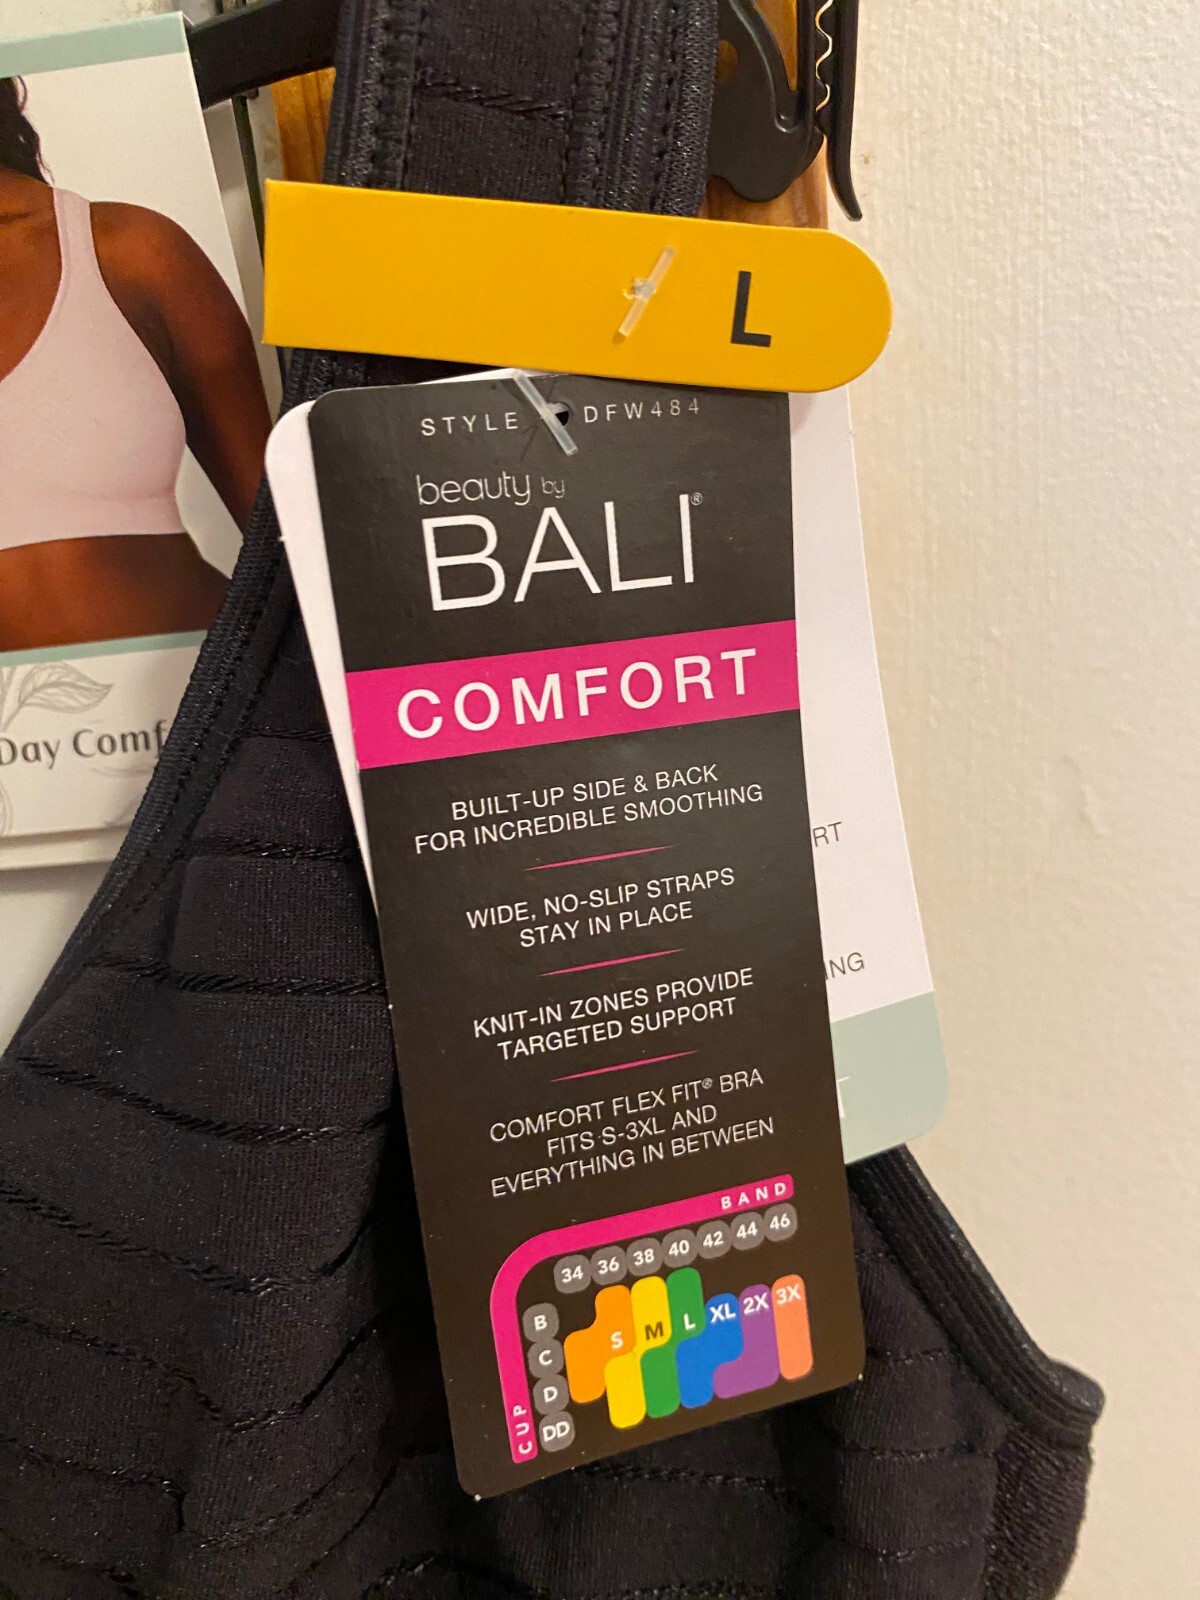 L
STYLE DFW484
beauty by
BALI®
COMFORT
BUILT-UP SIDE & BACK
FOR INCREDIBLE SMOOTHING
WIDE, NO-SLIP STRAPS
STAY IN PLACE
KNIT-IN ZONES PROVIDE
TARGETED SUPPORT
COMFORT FLEX FIT® BRA
FITS S-3XL AND
EVERYTHING IN BETWEEN
BAND
34 36 38 40 42 44 46
CUP
B
C
D
DD
S M L XL 2X 3X
Day Comf
RT
ING
T